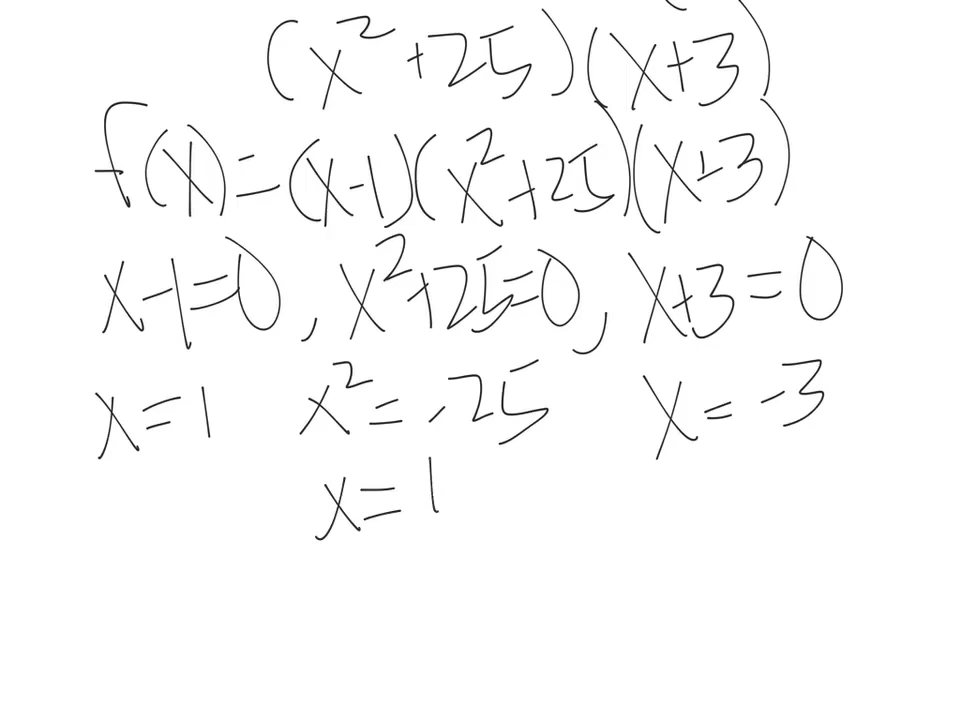 (x²+25)(x+3)
f(x)=(x-1)(x²+25)(x+3)
x-1=0, x²+25=0, x+3=0
x=1 x²=-25 x=-3
x=1